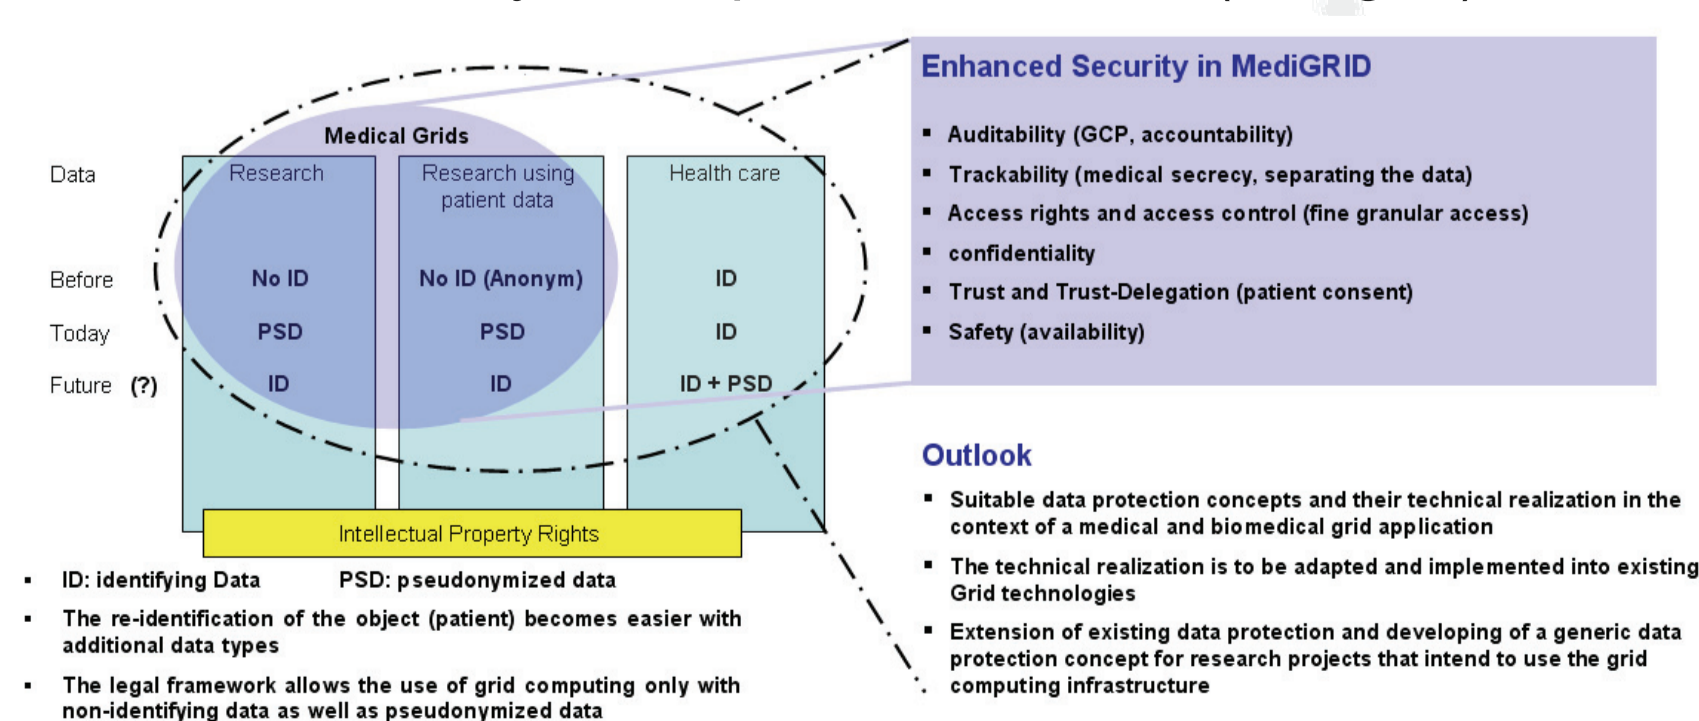 Enhanced Security in MediGRID
▪ Auditability (GCP, accountability)
▪ Trackability (medical secrecy, separating the data)
▪ Access rights and access control (fine granular access)
▪ confidentiality
▪ Trust and Trust-Delegation (patient consent)
▪ Safety (availability)
Medical Grids
Data Research Research using Health care
patient data
Before No ID No ID (Anonym) ID
Today PSD PSD ID
Future (?) ID ID ID + PSD
Intellectual Property Rights
▪ ID: identifying Data PSD: pseudonymized data
▪ The re-identification of the object (patient) becomes easier with
additional data types
▪ The legal framework allows the use of grid computing only with
non-identifying data as well as pseudonymized data
Outlook
▪ Suitable data protection concepts and their technical realization in the
context of a medical and biomedical grid application
▪ The technical realization is to be adapted and implemented into existing
Grid technologies
▪ Extension of existing data protection and developing of a generic data
protection concept for research projects that intend to use the grid
computing infrastructure